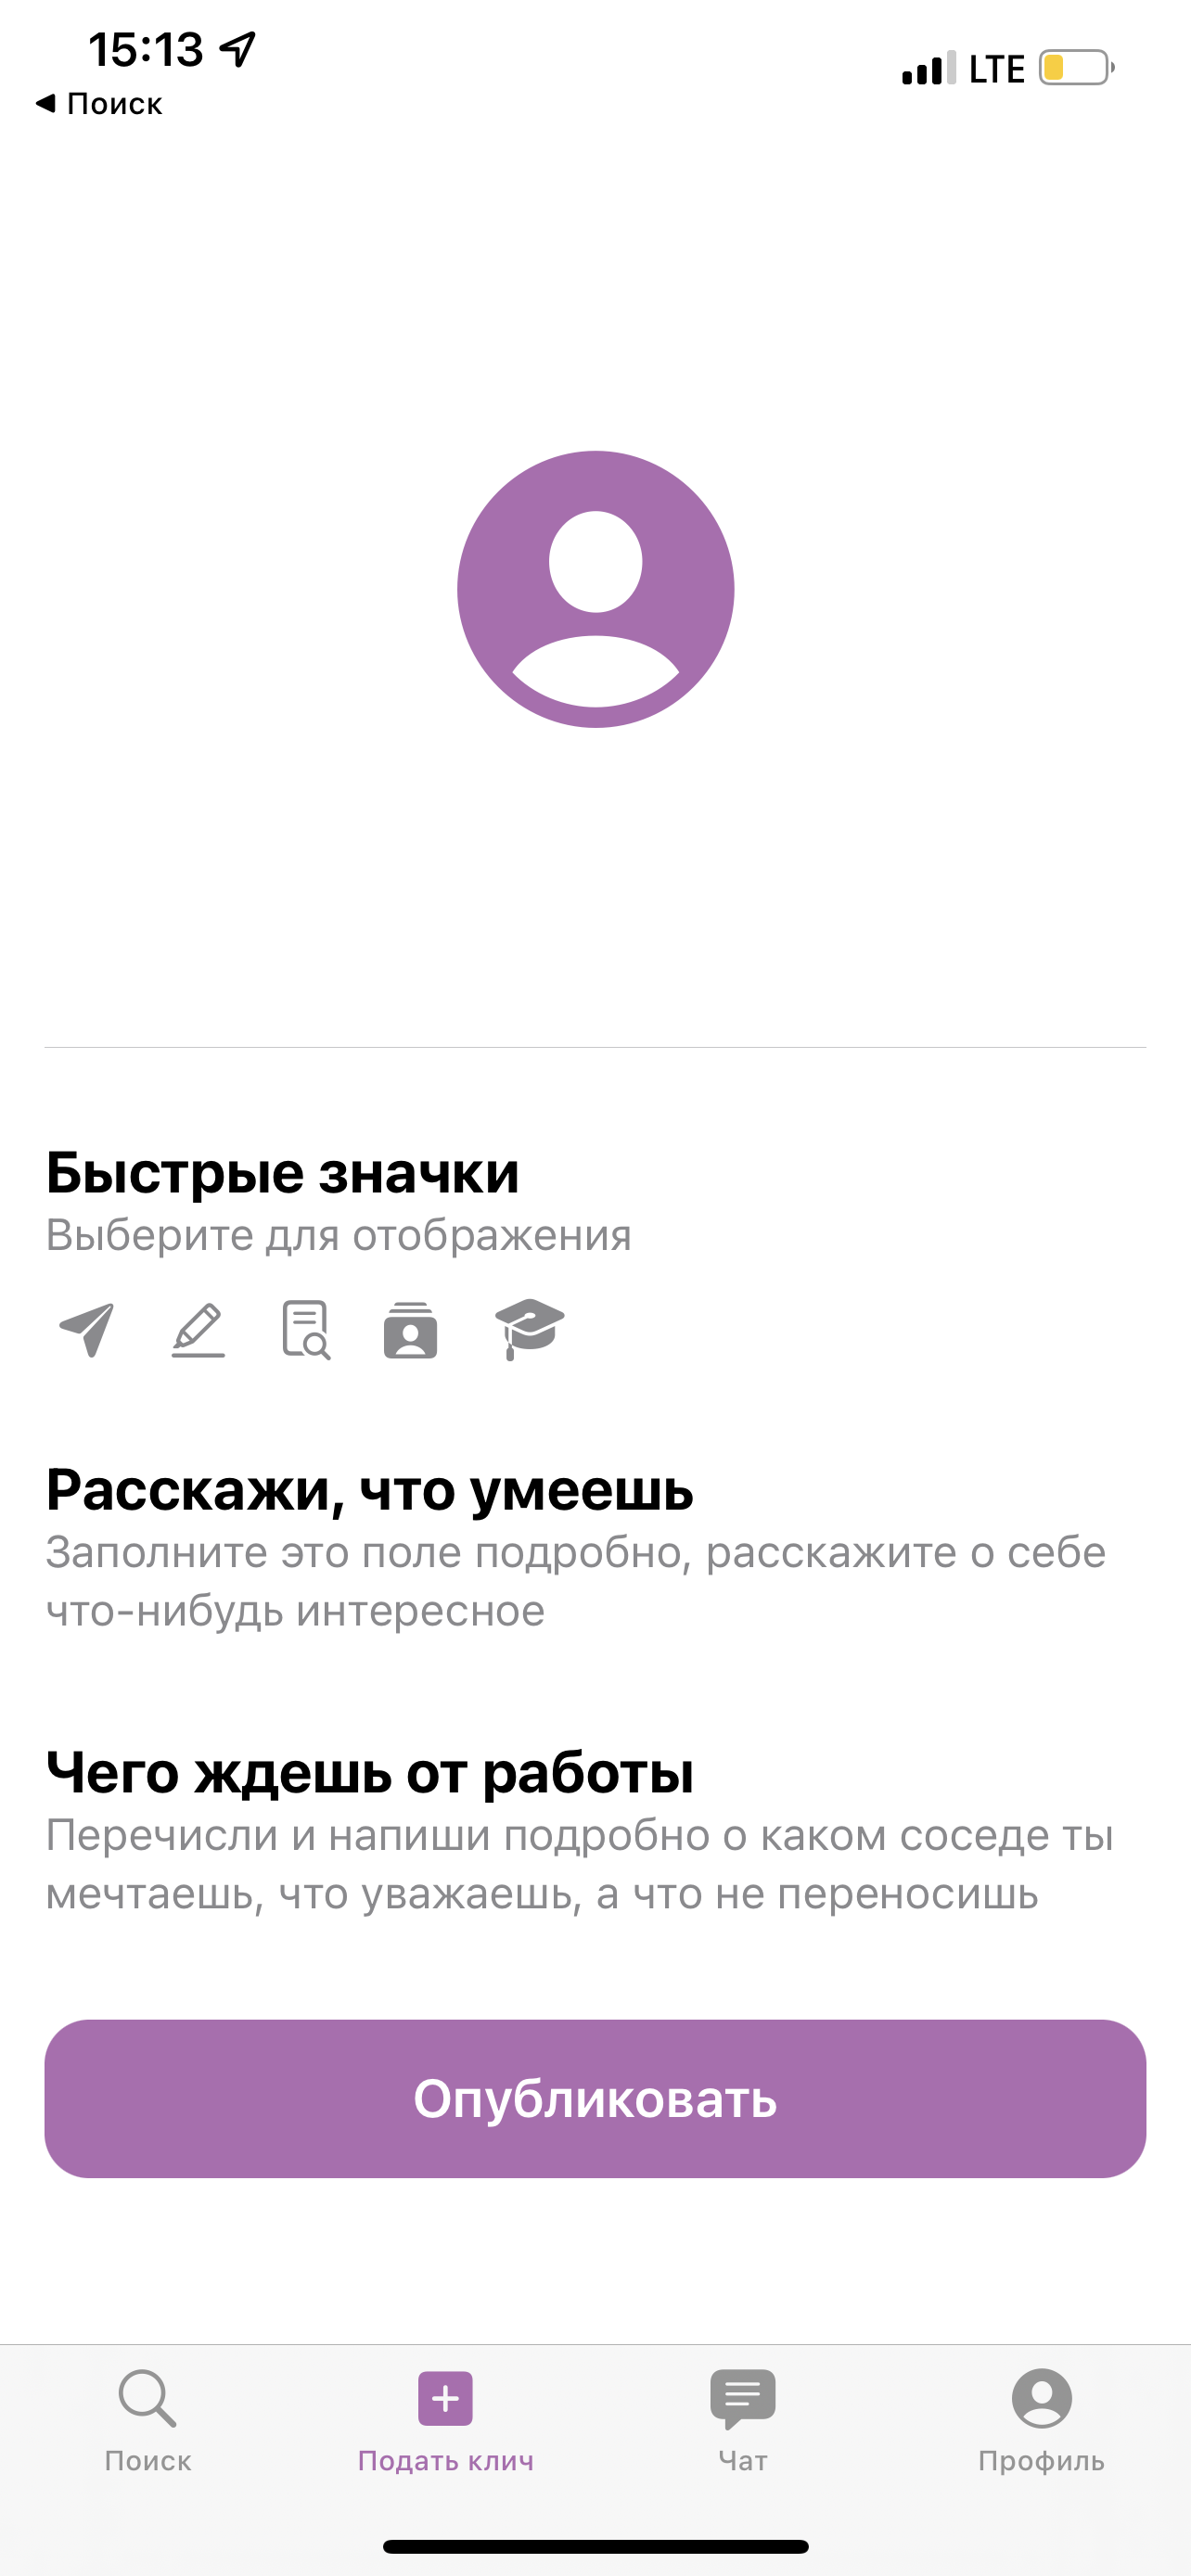 15:13
LTE
Поиск
Быстрые значки
Выберите для отображения
Расскажи, что умеешь
Заполните это поле подробно, расскажите о себе
что-нибудь интересное
Чего ждешь от работы
Перечисли и напиши подробно о каком соседе ты
мечтаешь, что уважаешь, а что не переносишь
Опубликовать
Поиск
Подать клич
Чат
Профиль